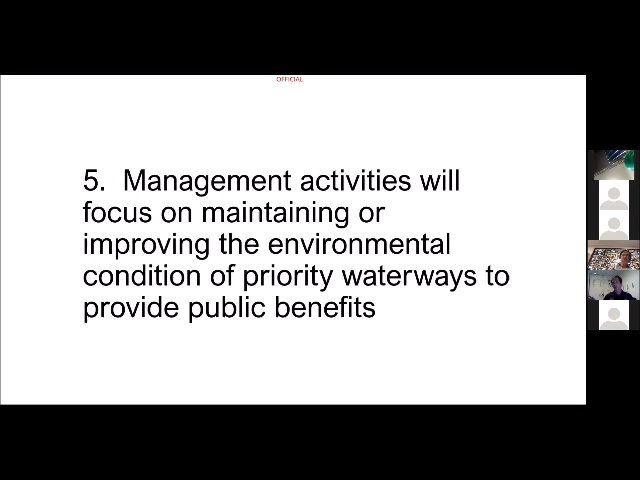 OFFICIAL
5. Management activities will
focus on maintaining or
improving the environmental
condition of priority waterways to
provide public benefits